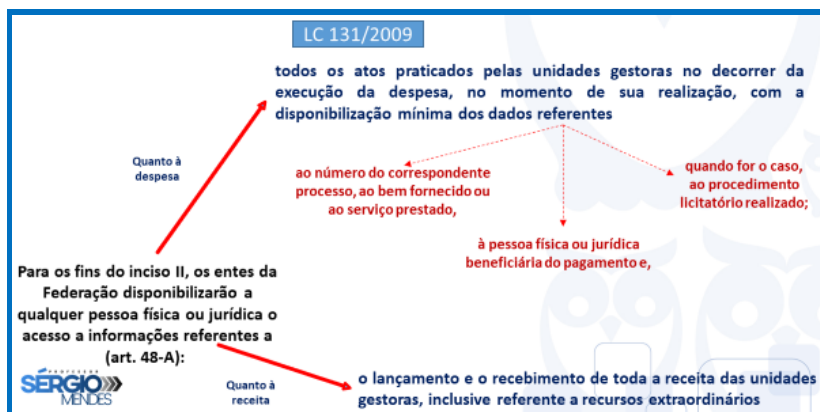 LC 131/2009
todos os atos praticados pelas unidades gestoras no decorrer da
execução da despesa, no momento de sua realização, com a
disponibilização mínima dos dados referentes
Quanto à
despesa
ao número do correspondente
processo, ao bem fornecido ou
ao serviço prestado,
quando for o caso,
ao procedimento
licitatório realizado;
à pessoa física ou jurídica
beneficiária do pagamento e,
Para os fins do inciso II, os entes da
Federação disponibilizarão a
qualquer pessoa física ou jurídica o
acesso a informações referentes a
(art. 48-A):
PROFESSOR
SÉRGIO
MENDES
Quanto à
receita
o lançamento e o recebimento de toda a receita das unidades
gestoras, inclusive referente a recursos extraordinários